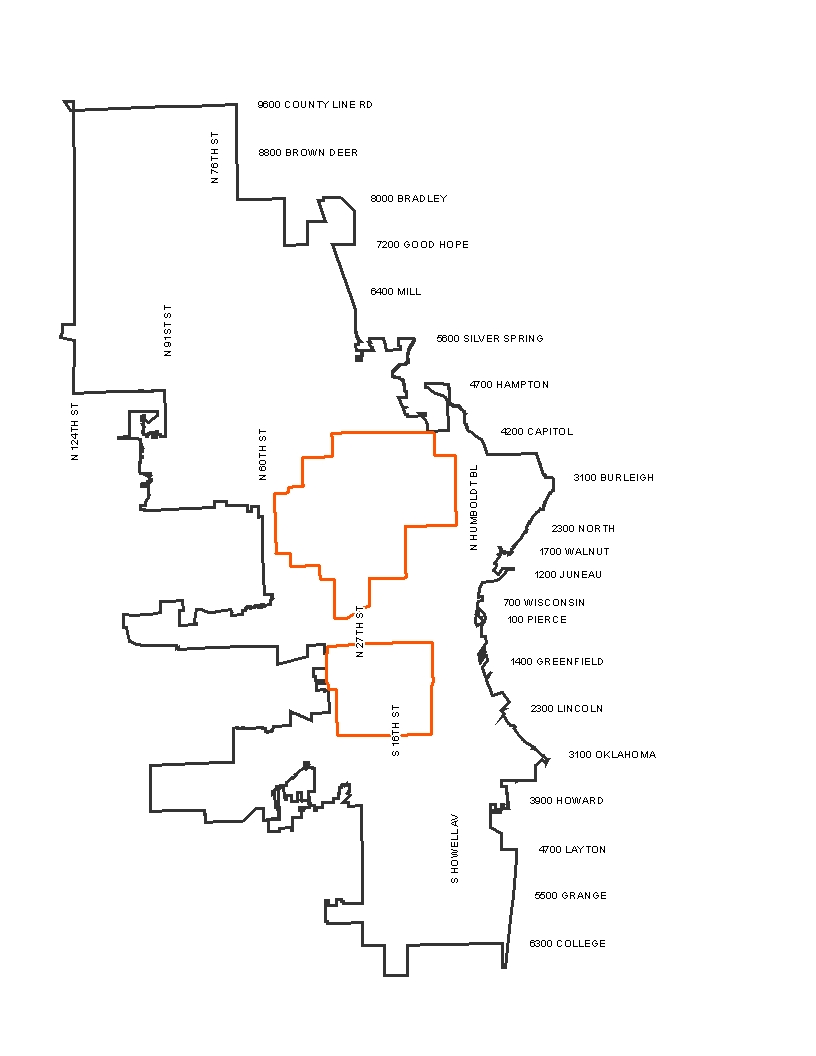 9600 COUNTY LINE RD
N 76TH ST
8800 BROWN DEER
8000 BRADLEY
7200 GOOD HOPE
6400 MILL
N 91ST ST
5600 SILVER SPRING
4700 HAMPTON
N 124TH ST
4200 CAPITOL
N 60TH ST
3100 BURLEIGH
N HUMBOLDT BL
2300 NORTH
1700 WALNUT
1200 JUNEAU
700 WISCONSIN
100 PIERCE
N 27TH ST
1400 GREENFIELD
2300 LINCOLN
S 16TH ST
3100 OKLAHOMA
3900 HOWARD
S HOWELL AV
4700 LAYTON
5500 GRANGE
6300 COLLEGE